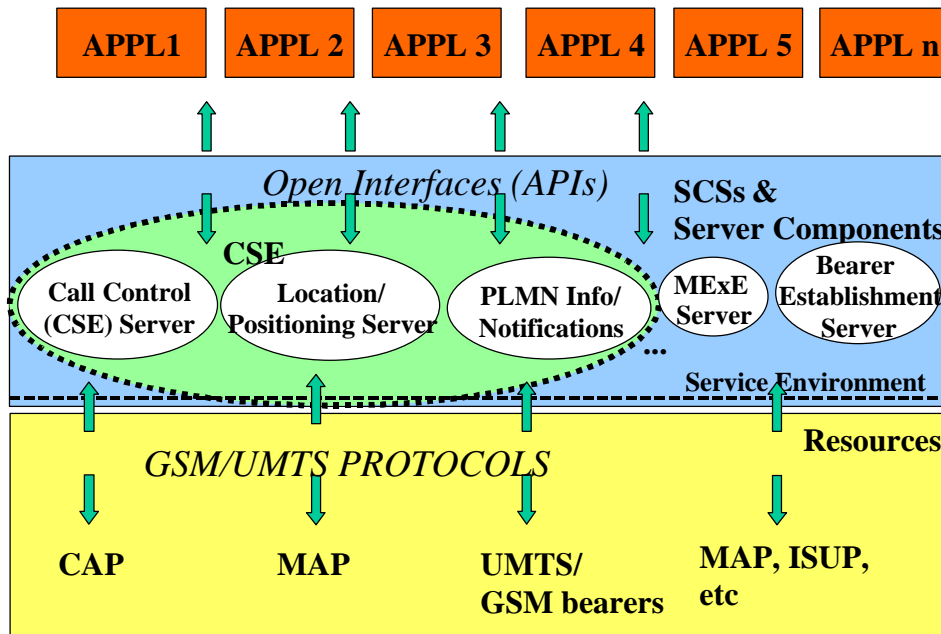 APPL1
APPL 2
APPL 3
APPL 4
APPL 5
APPL n
Open Interfaces (APIs)
SCSs &
Server Components
CSE
Call Control
(CSE) Server
Location/
Positioning Server
PLMN Info/
Notifications
MExE
Server
Bearer
Establishment
Server
...
Service Environment
Resources
GSM/UMTS PROTOCOLS
CAP
MAP
UMTS/
GSM bearers
MAP, ISUP,
etc